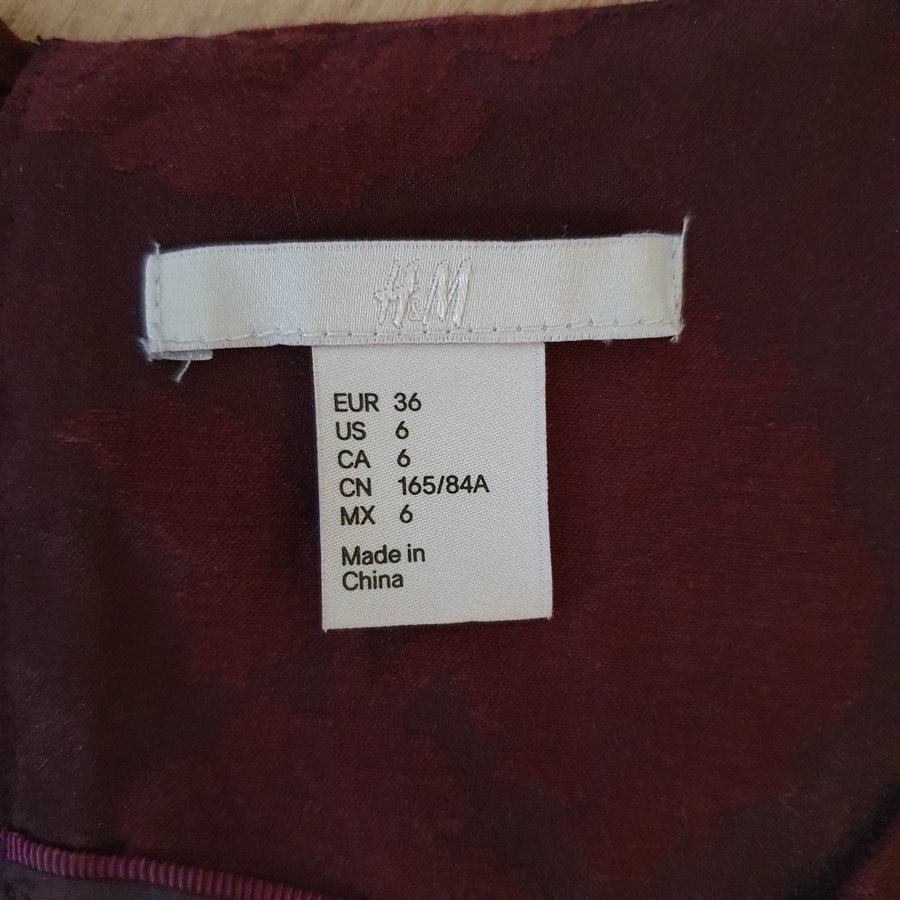 H&M
EUR 36
US 6
CA 6
CN 165/84A
MX 6
Made in
China